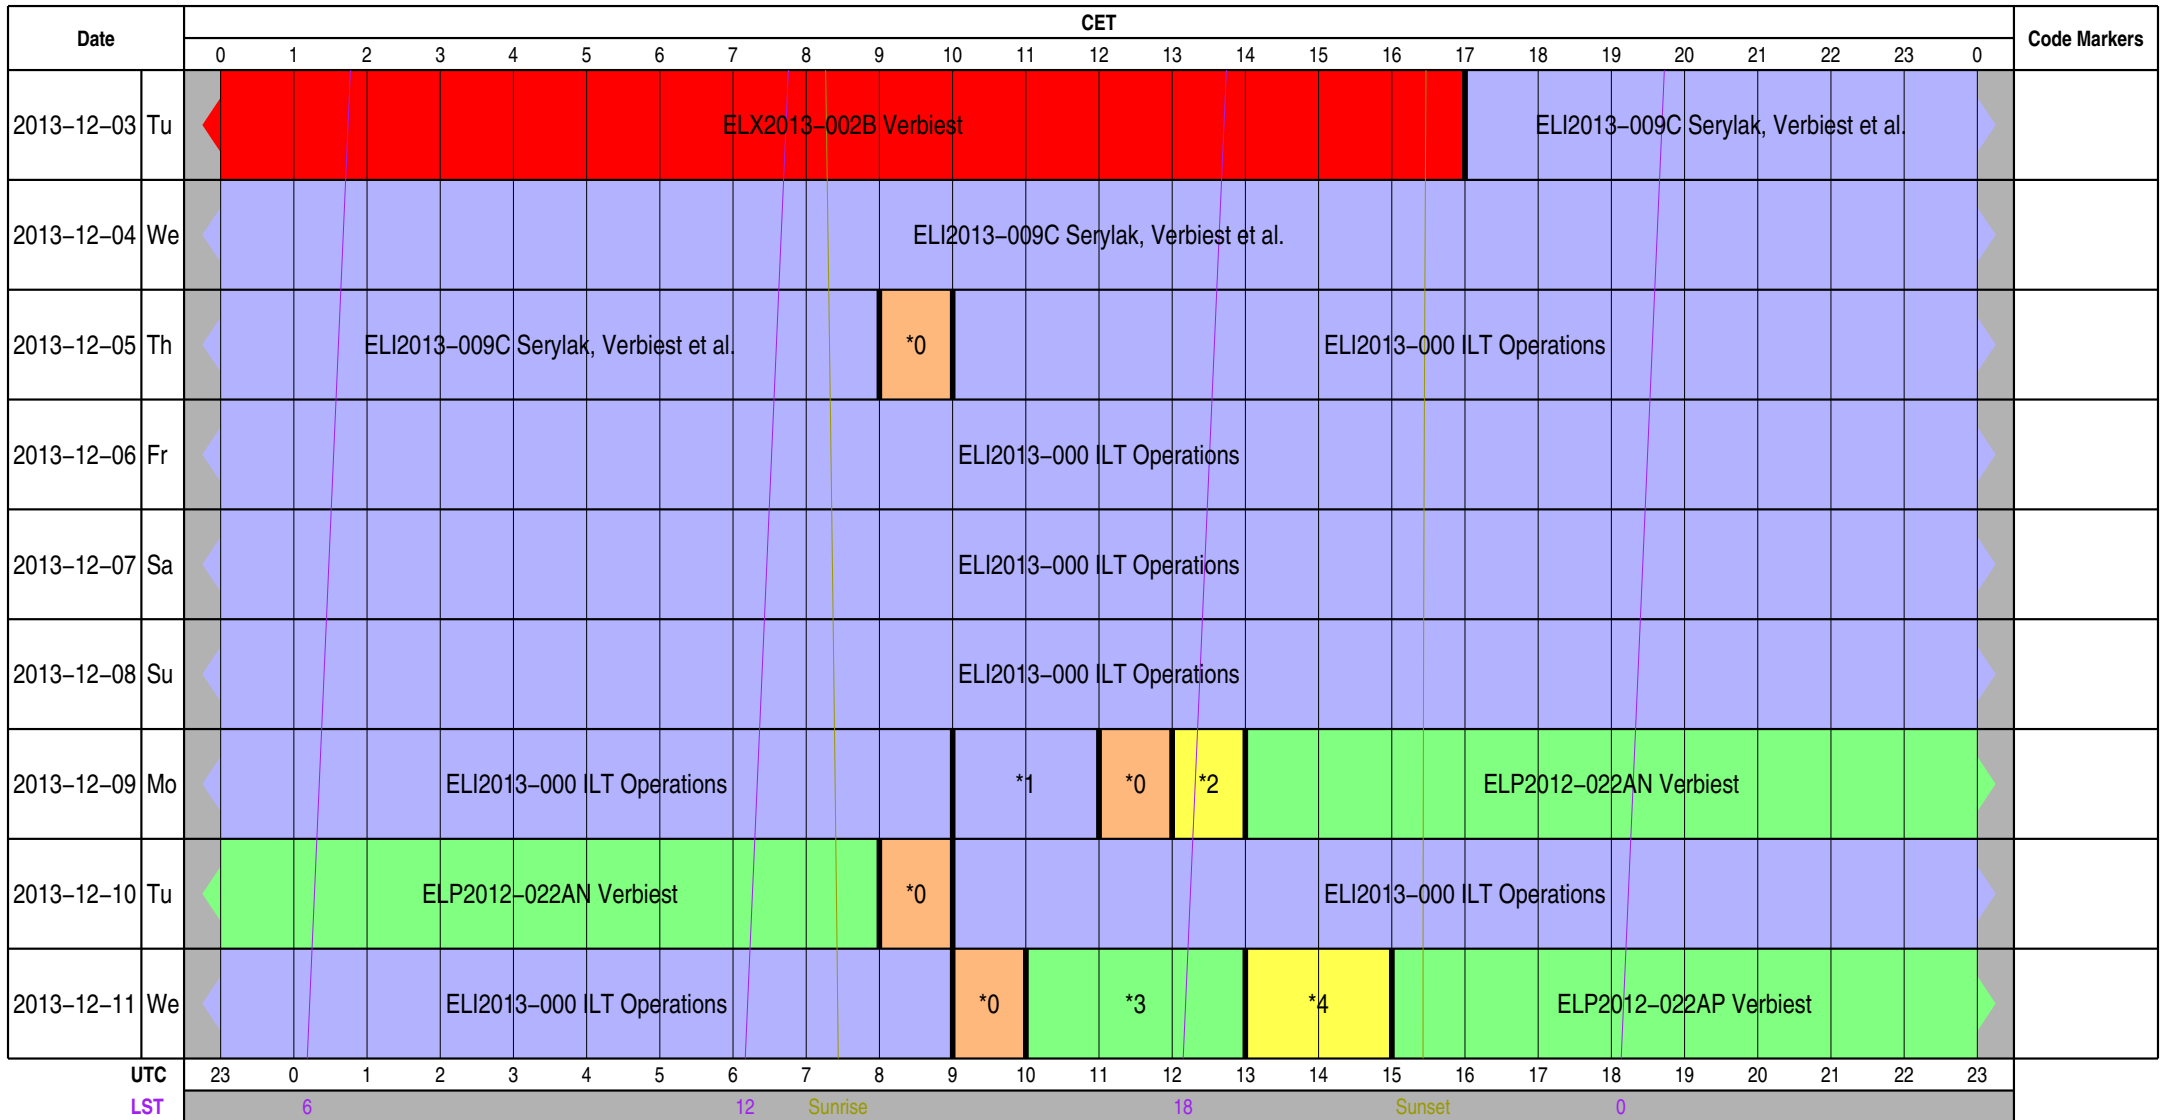 Date CET Code Markers
0 1 2 3 4 5 6 7 8 9 10 11 12 13 14 15 16 17 18 19 20 21 22 23 0
2013−12−03 Tu ELX2013−002B Verbiest ELI2013−009C Serylak, Verbiest et al.
2013−12−04 We ELI2013−009C Serylak, Verbiest et al.
2013−12−05 Th ELI2013−009C Serylak, Verbiest et al. *0 ELI2013−000 ILT Operations
2013−12−06 Fr ELI2013−000 ILT Operations
2013−12−07 Sa ELI2013−000 ILT Operations
2013−12−08 Su ELI2013−000 ILT Operations
2013−12−09 Mo ELI2013−000 ILT Operations *1 *0 *2 ELP2012−022AN Verbiest
2013−12−10 Tu ELP2012−022AN Verbiest *0 ELI2013−000 ILT Operations
2013−12−11 We ELI2013−000 ILT Operations *0 *3 *4 ELP2012−022AP Verbiest
UTC 23 0 1 2 3 4 5 6 7 8 9 10 11 12 13 14 15 16 17 18 19 20 21 22 23
LST 6 12 Sunrise 18 Sunset 0